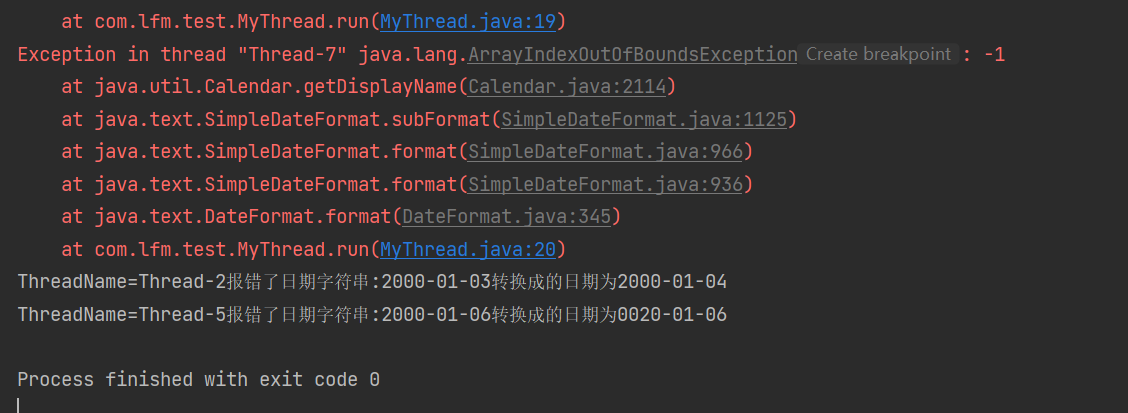 at com.lfm.test.MyThread.run(MyThread.java:19)
Exception in thread "Thread-7" java.lang.ArrayIndexOutOfBoundsException Create breakpoint : -1
at java.util.Calendar.getDisplayName(Calendar.java:2114)
at java.text.SimpleDateFormat.subFormat(SimpleDateFormat.java:1125)
at java.text.SimpleDateFormat.format(SimpleDateFormat.java:966)
at java.text.SimpleDateFormat.format(SimpleDateFormat.java:936)
at java.text.DateFormat.format(DateFormat.java:345)
at com.lfm.test.MyThread.run(MyThread.java:20)
ThreadName=Thread-2报错了日期字符串:2000-01-03转换成的日期为2000-01-04
ThreadName=Thread-5报错了日期字符串:2000-01-06转换成的日期为0020-01-06
Process finished with exit code 0